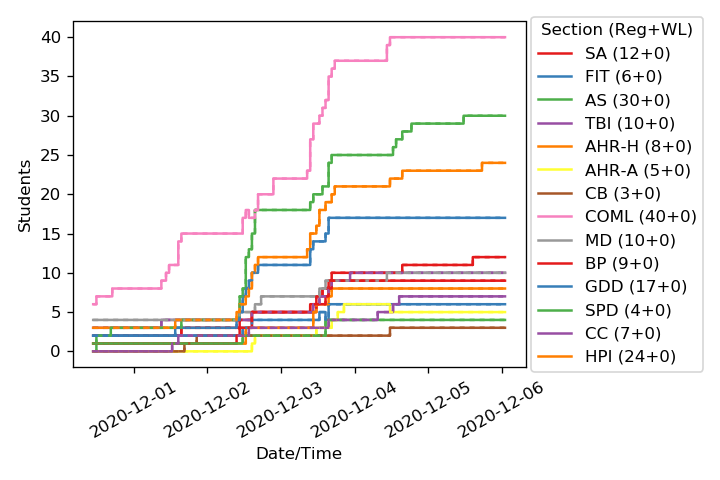 Students
40
35
30
25
20
15
10
5
0
2020-12-01
2020-12-02
2020-12-03
2020-12-04
2020-12-05
2020-12-06
Date/Time
Section (Reg+WL)
SA (12+0)
FIT (6+0)
AS (30+0)
TBI (10+0)
AHR-H (8+0)
AHR-A (5+0)
CB (3+0)
COML (40+0)
MD (10+0)
BP (9+0)
GDD (17+0)
SPD (4+0)
CC (7+0)
HPI (24+0)